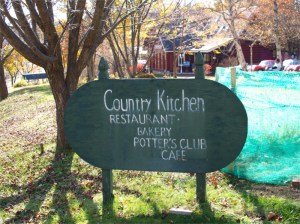 Country Kitchen
RESTAURANT·
BAKERY
POTTER'S CLUB
CAFE